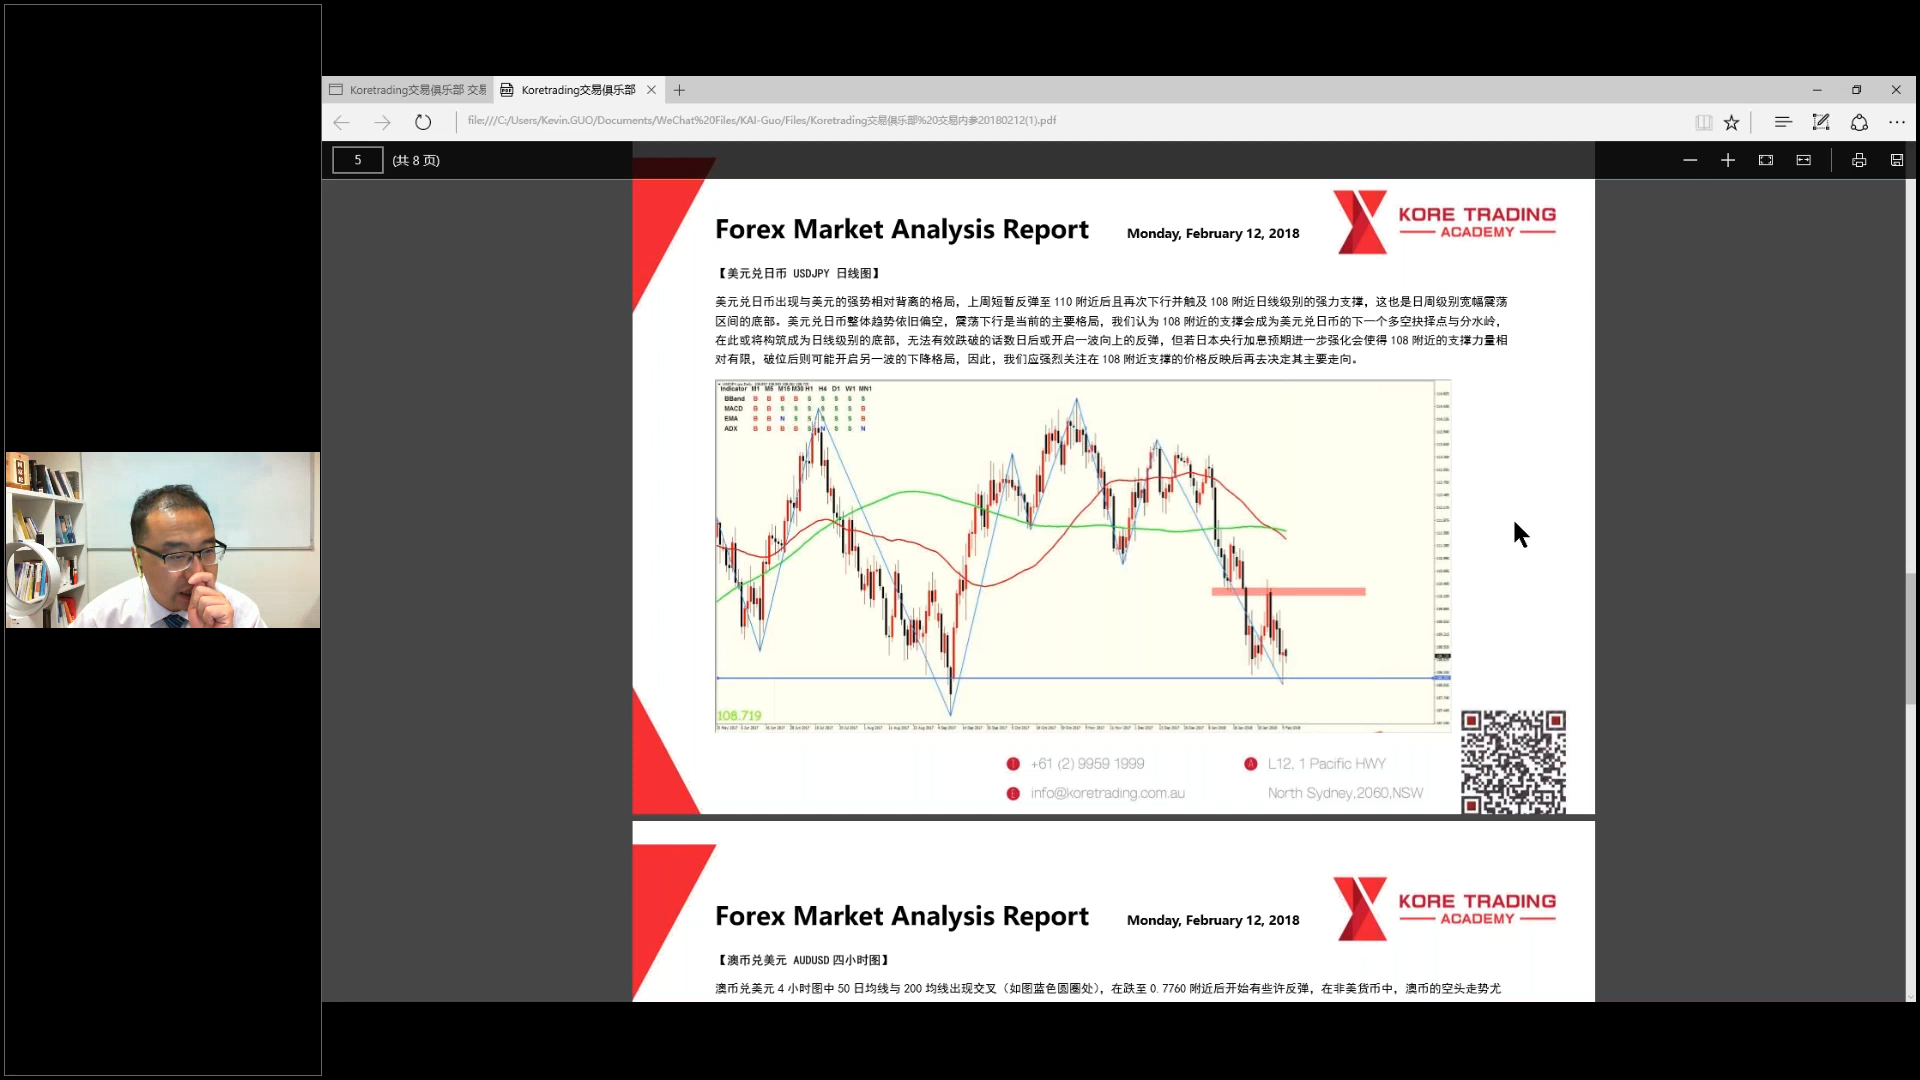 Koretrading交易俱乐部 交易
Koretrading交易俱乐部
file:///C:/Users/Kevin.GUO/Documents/WeChat%20Files/KAI-Guo/Files/Koretrading交易俱乐部%20交易内参20180212(1).pdf
5 (共 8 页)
Forex Market Analysis Report
Monday, February 12, 2018
KORE TRADING
ACADEMY
【美元兑日币 USDJPY 日线图】
美元兑日币出现与美元的强势相对背离的格局，上周短暂反弹至 110 附近后且再次下行并触及 108 附近日线级别的强力支撑，这也是日周级别宽幅震荡
区间的底部。美元兑日币整体趋势依旧偏空，震荡下行是当前的主要格局，我们认为 108 附近的支撑会成为美元兑日币的下一个多空抉择点与分水岭，
在此或将构筑成为日线级别的底部，无法有效跌破的话数日后或开启一波向上的反弹，但若日本央行加息预期进一步强化会使得 108 附近的支撑力量相
对有限，破位后则可能开启另一波的下降格局，因此，我们应强烈关注在 108 附近支撑的价格反映后再去决定其主要走向。
Indicator M1 M5 M15 M30 H1 H4 D1 W1 MN1
BBand B B B B S S S S S
MACD B B S S S S S S B
EMA B B N S S S S S B
ADX B B B B S N S S N
108.719
+61 (2) 9959 1999
L12, 1 Pacific HWY
info@koretrading.com.au
North Sydney,2060,NSW
Forex Market Analysis Report
Monday, February 12, 2018
KORE TRADING
ACADEMY
【澳币兑美元 AUDUSD 四小时图】
澳币兑美元 4 小时图中 50 日均线与 200 均线出现交叉（如图蓝色圆圈处），在跌至 0.7760 附近后开始有些许反弹，在非美货币中，澳币的空头走势尤